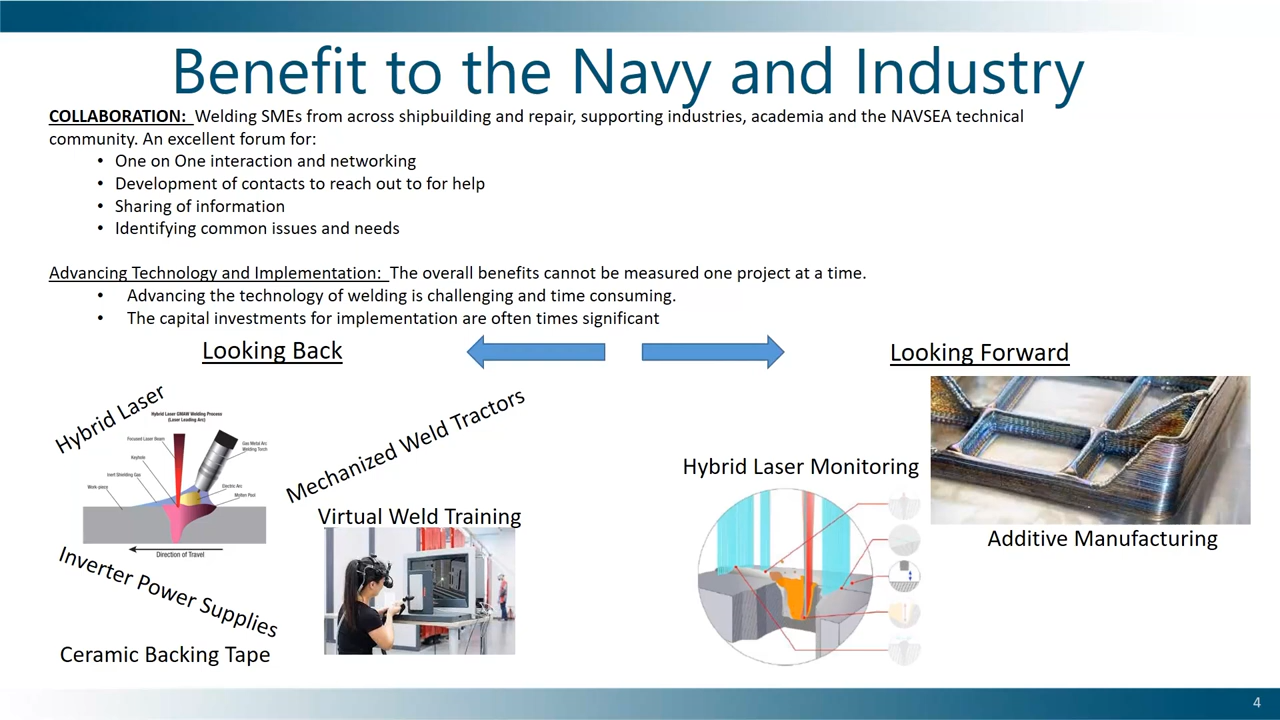 Benefit to the Navy and Industry
COLLABORATION: Welding SMEs from across shipbuilding and repair, supporting industries, academia and the NAVSEA technical
community. An excellent forum for:
• One on One interaction and networking
• Development of contacts to reach out to for help
• Sharing of information
• Identifying common issues and needs
Advancing Technology and Implementation: The overall benefits cannot be measured one project at a time.
• Advancing the technology of welding is challenging and time consuming.
• The capital investments for implementation are often times significant
Looking Back
Looking Forward
Hybrid Laser
Hybrid Laser GMAW Welding Process
(Laser Leading Arc)
Focused Laser Beam
Gas Metal Arc
Welding Torch
Keyhole
Inert Shielding Gas
Electric Arc
Work-piece
Molten Pool
Direction of Travel
Mechanized Weld Tractors
Virtual Weld Training
Inverter Power Supplies
Ceramic Backing Tape
Hybrid Laser Monitoring
Additive Manufacturing
4